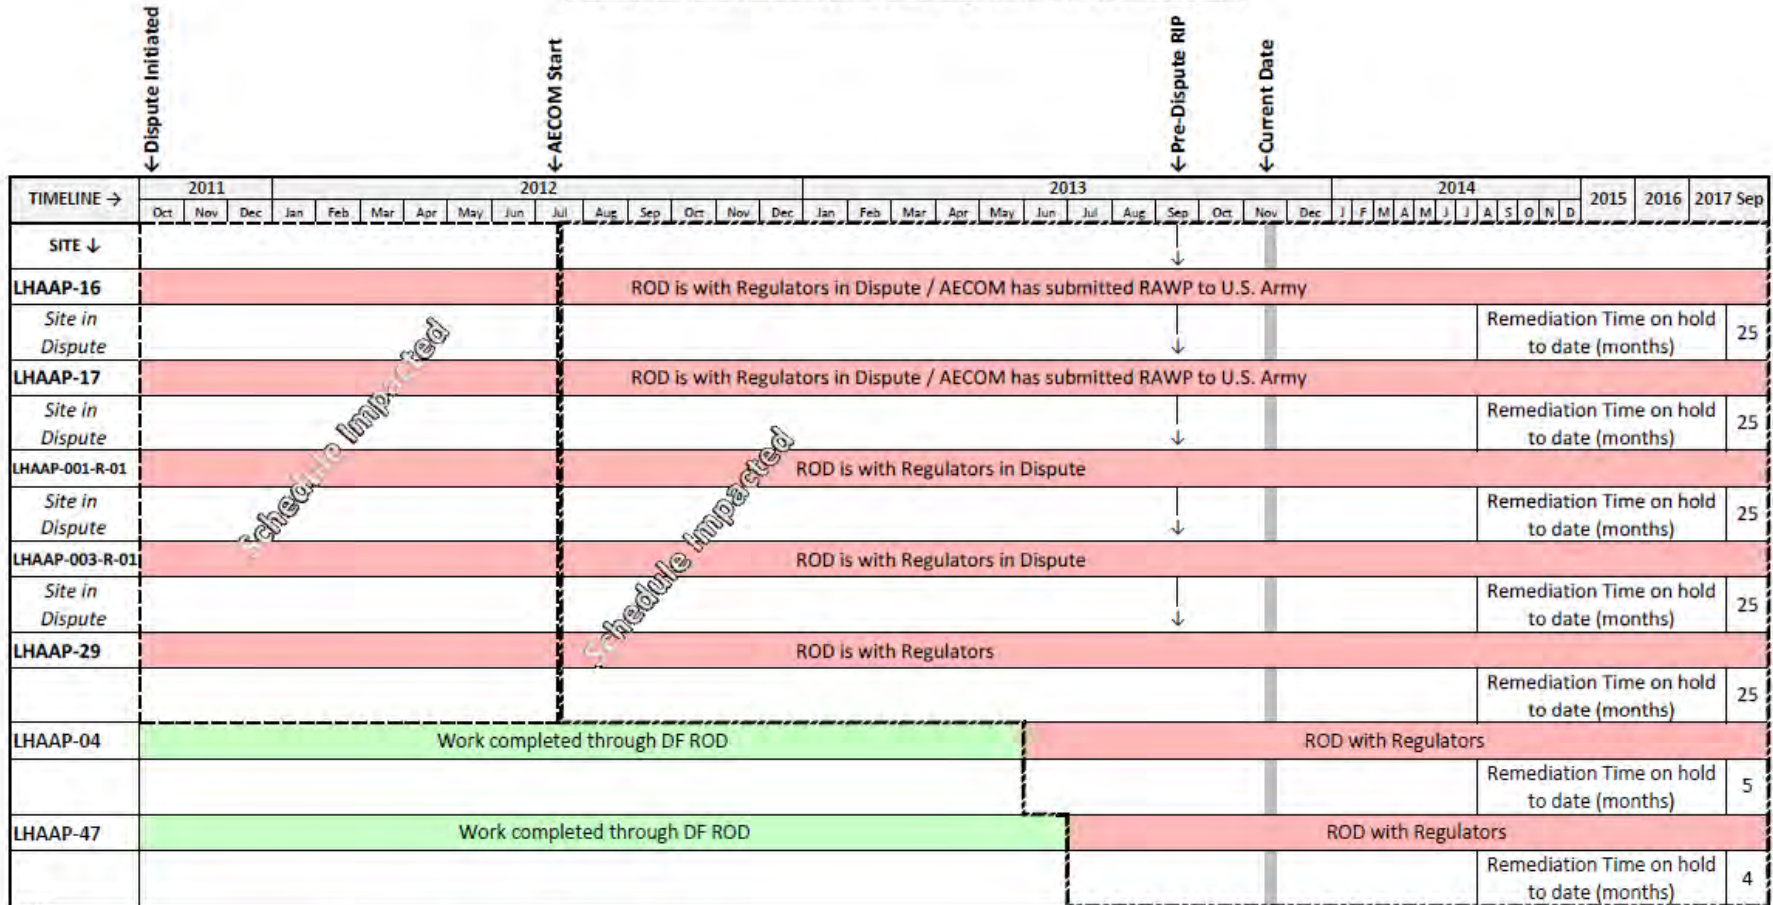 ←Dispute Initiated
←AECOM Start
←Pre-Dispute RIP
←Current Date
TIMELINE → 2011 2012 2013 2014 2015 2016 2017 Sep
Oct Nov Dec Jan Feb Mar Apr May Jun Jul Aug Sep Oct Nov Dec Jan Feb Mar Apr May Jun Jul Aug Sep Oct Nov Dec J F M A M J J A S O N D
SITE ↓
LHAAP-16 ROD is with Regulators in Dispute / AECOM has submitted RAWP to U.S. Army
Site in Remediation Time on hold
Dispute to date (months) 25
LHAAP-17 ROD is with Regulators in Dispute / AECOM has submitted RAWP to U.S. Army
Site in Remediation Time on hold
Dispute to date (months) 25
LHAAP-001-R-01 ROD is with Regulators in Dispute
Site in Remediation Time on hold
Dispute to date (months) 25
LHAAP-003-R-01 ROD is with Regulators in Dispute
Site in Remediation Time on hold
Dispute to date (months) 25
LHAAP-29 ROD is with Regulators
Remediation Time on hold
to date (months) 25
LHAAP-04 Work completed through DF ROD ROD with Regulators
Remediation Time on hold
to date (months) 5
LHAAP-47 Work completed through DF ROD ROD with Regulators
Remediation Time on hold
to date (months) 4
Schedule Impacted
Schedule Impacted